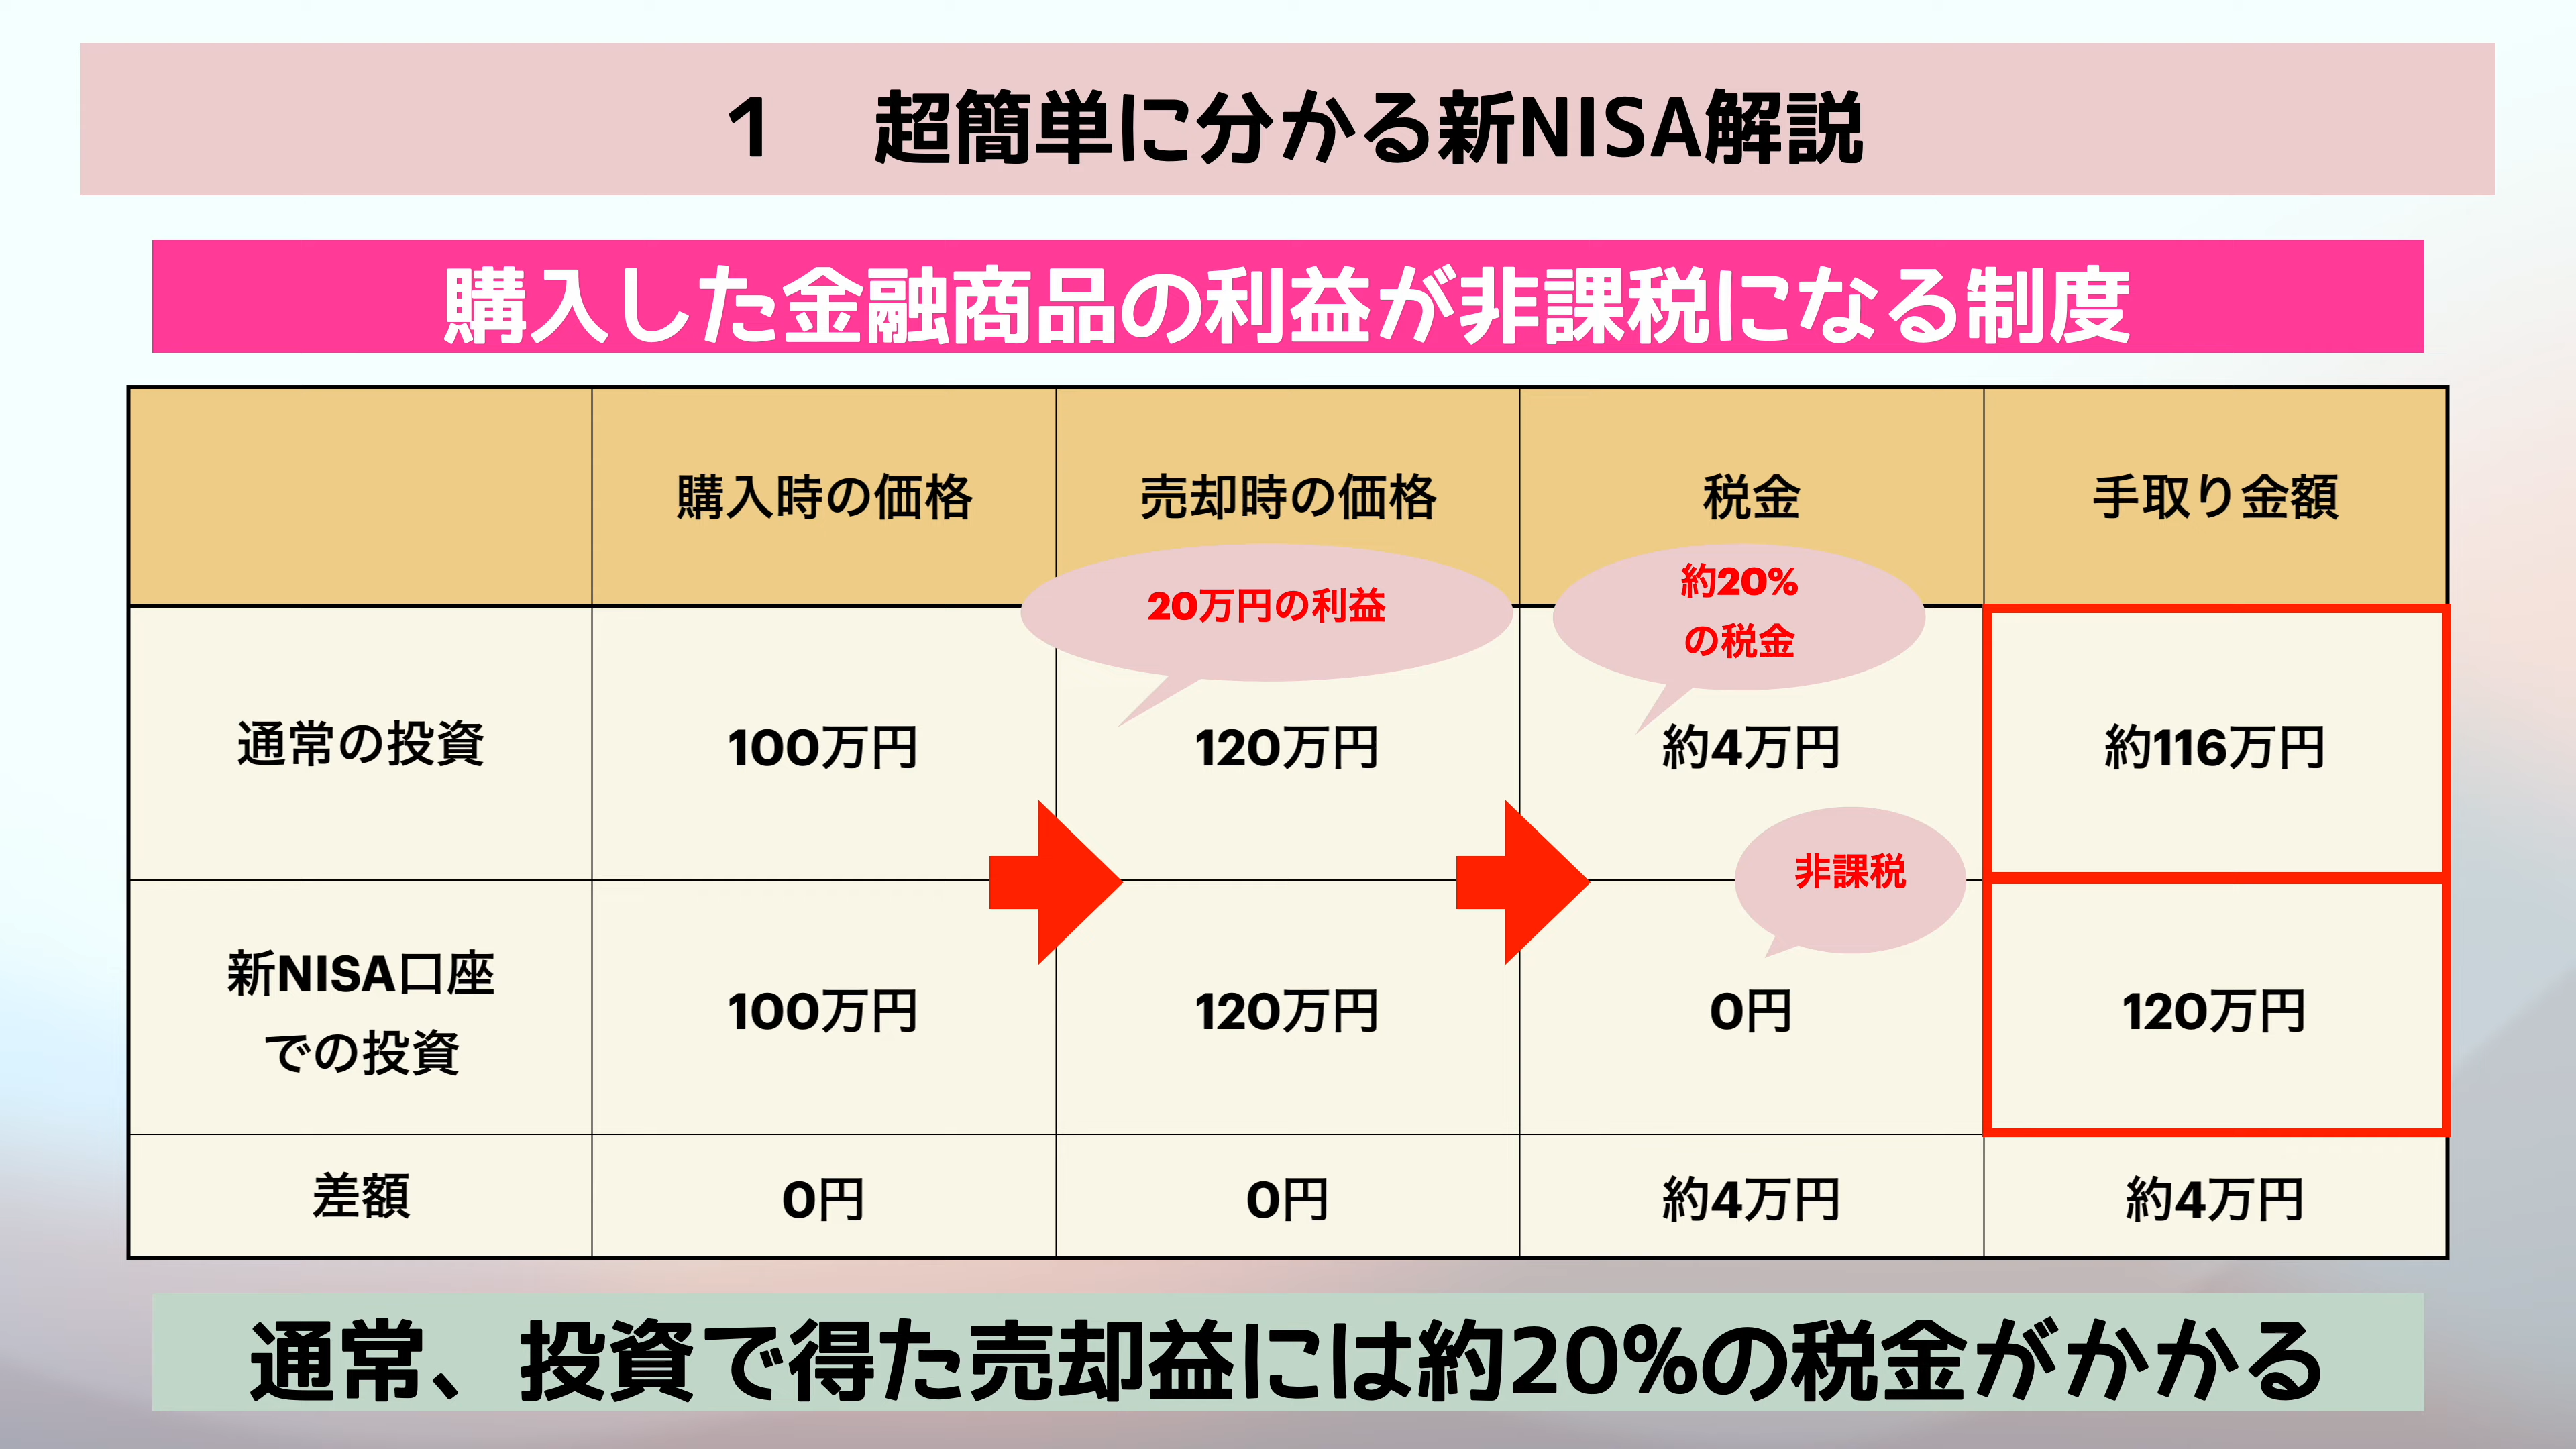 １　超簡単に分かる新NISA解説
購入した金融商品の利益が非課税になる制度
購入時の価格
売却時の価格
税金
手取り金額
20万円の利益
約20%
の税金
通常の投資
100万円
120万円
約4万円
約116万円
非課税
新NISA口座
での投資
100万円
120万円
0円
120万円
差額
0円
0円
約4万円
約4万円
通常、投資で得た売却益には約20%の税金がかかる